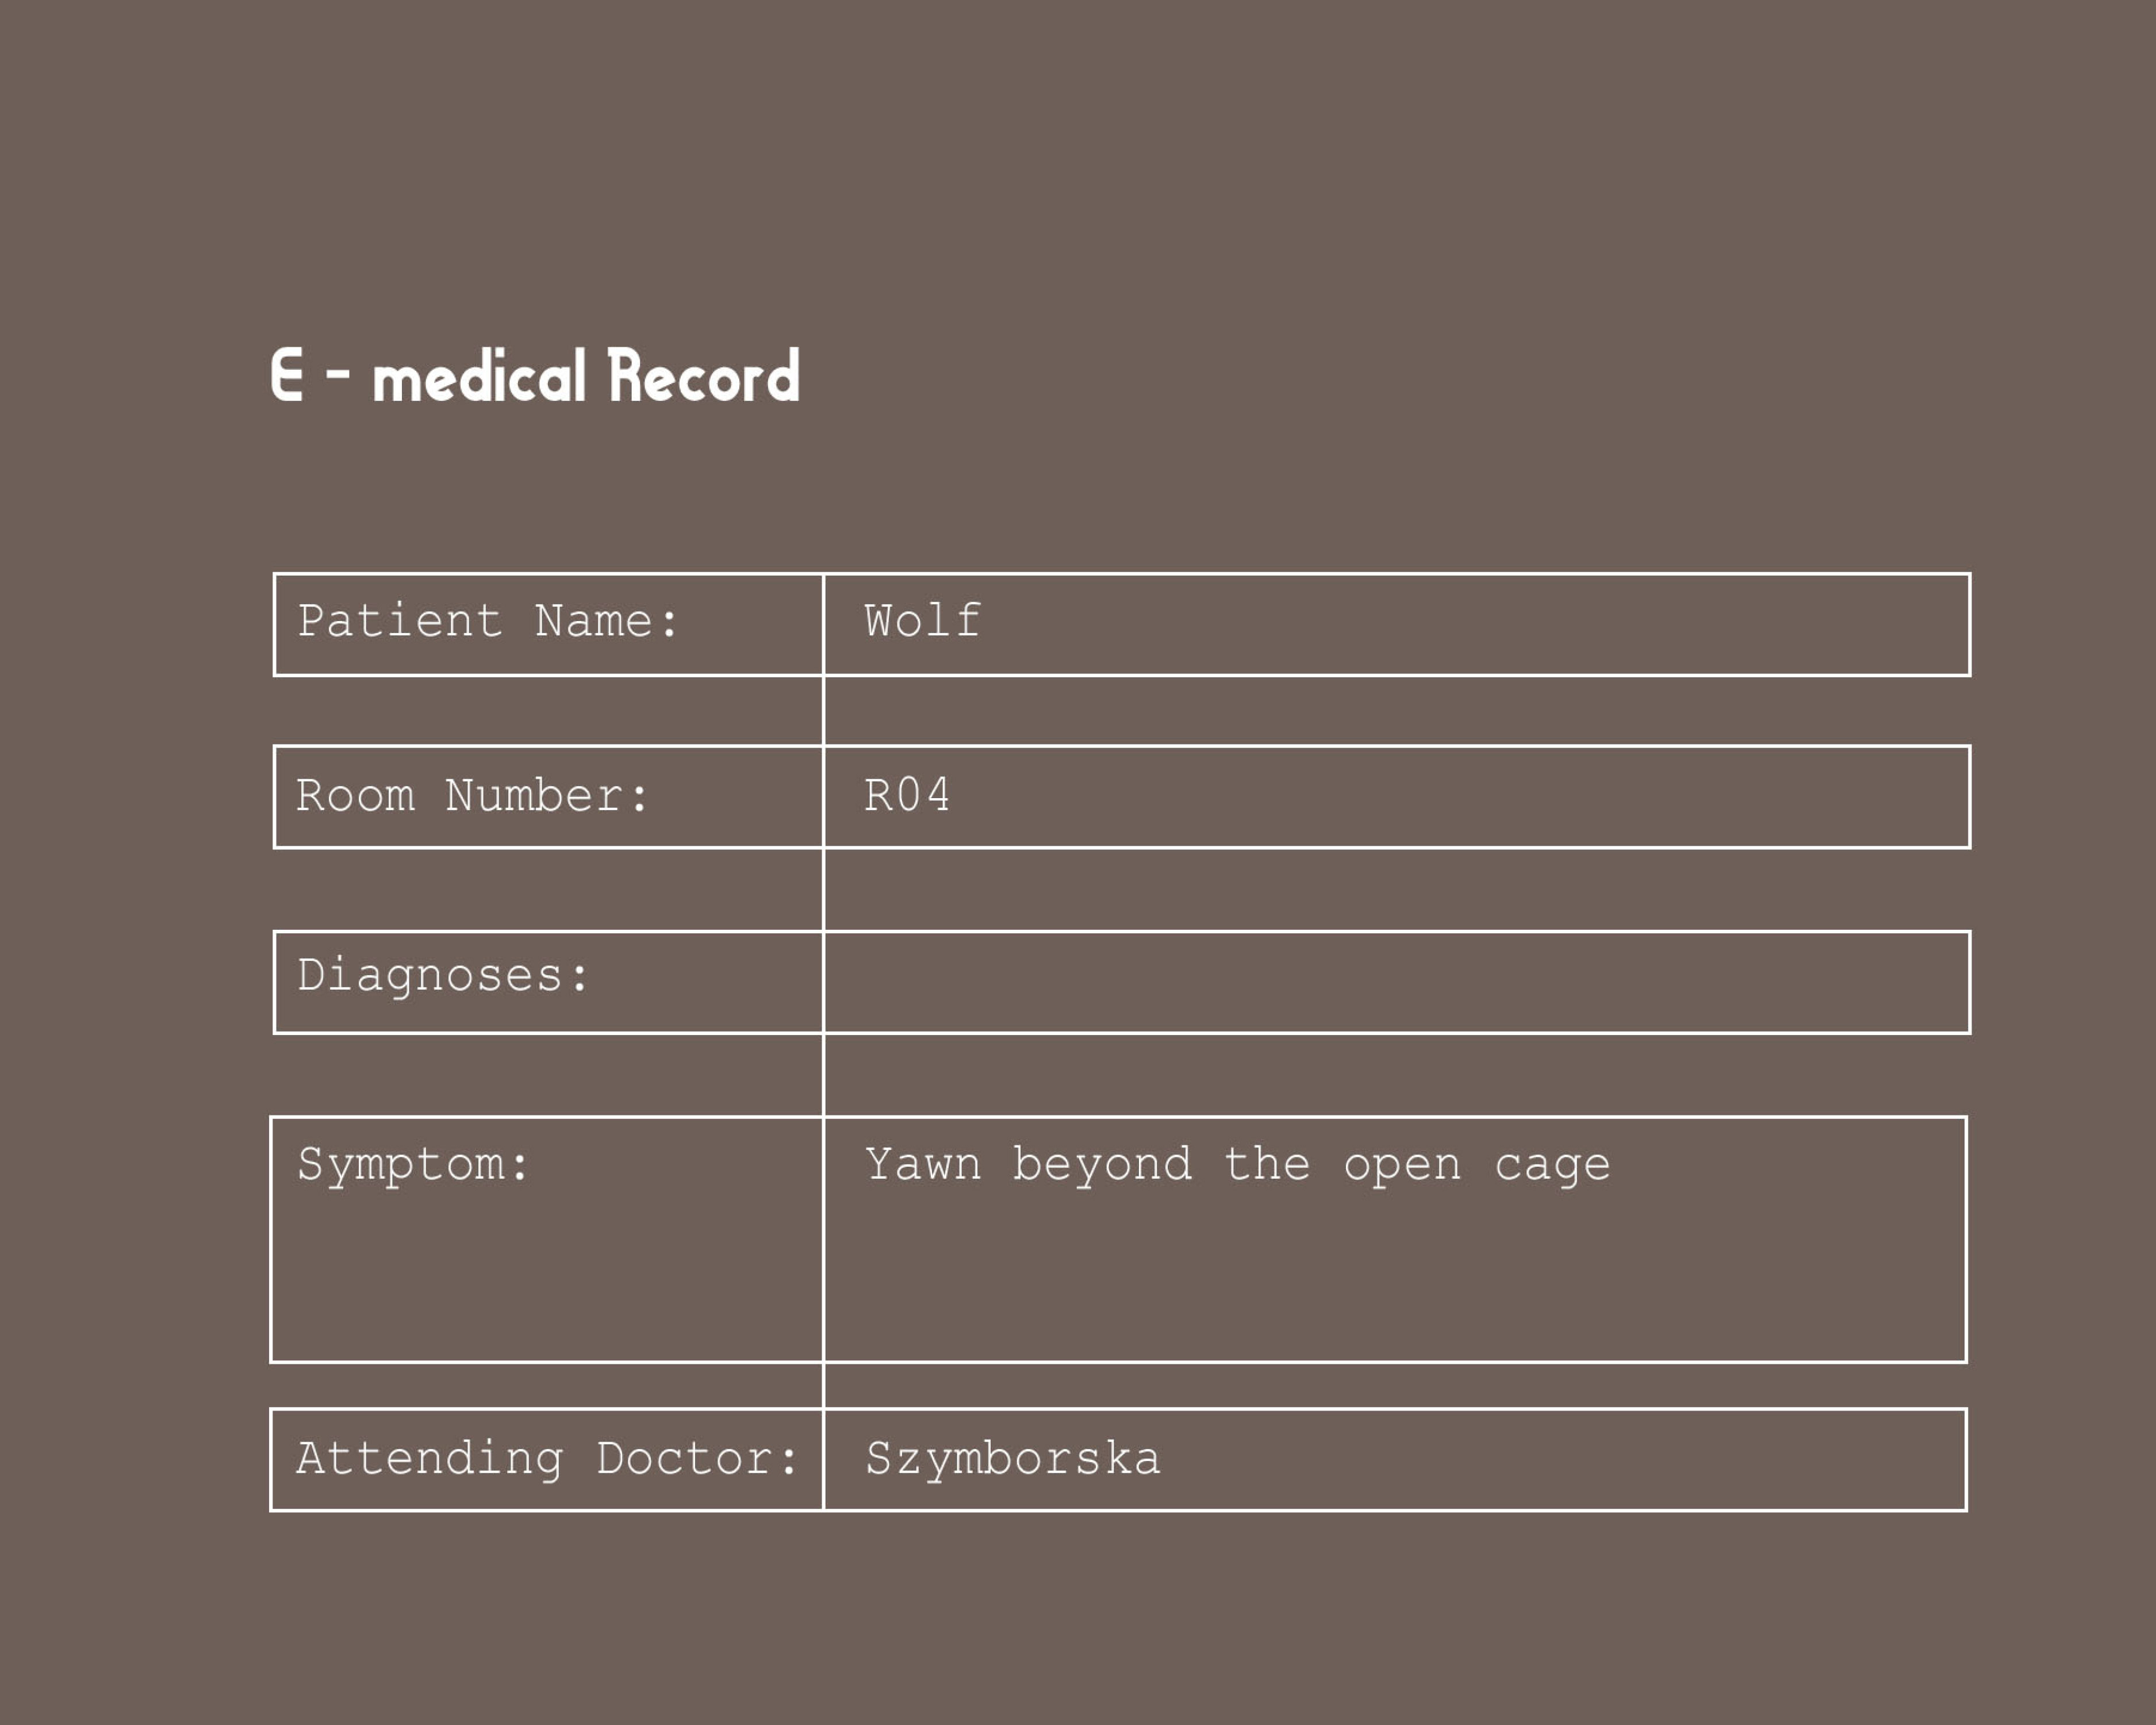 E - medical Record
Patient Name: Wolf
Room Number: R04
Diagnoses:
Symptom: Yawn beyond the open cage
Attending Doctor: Szymborska